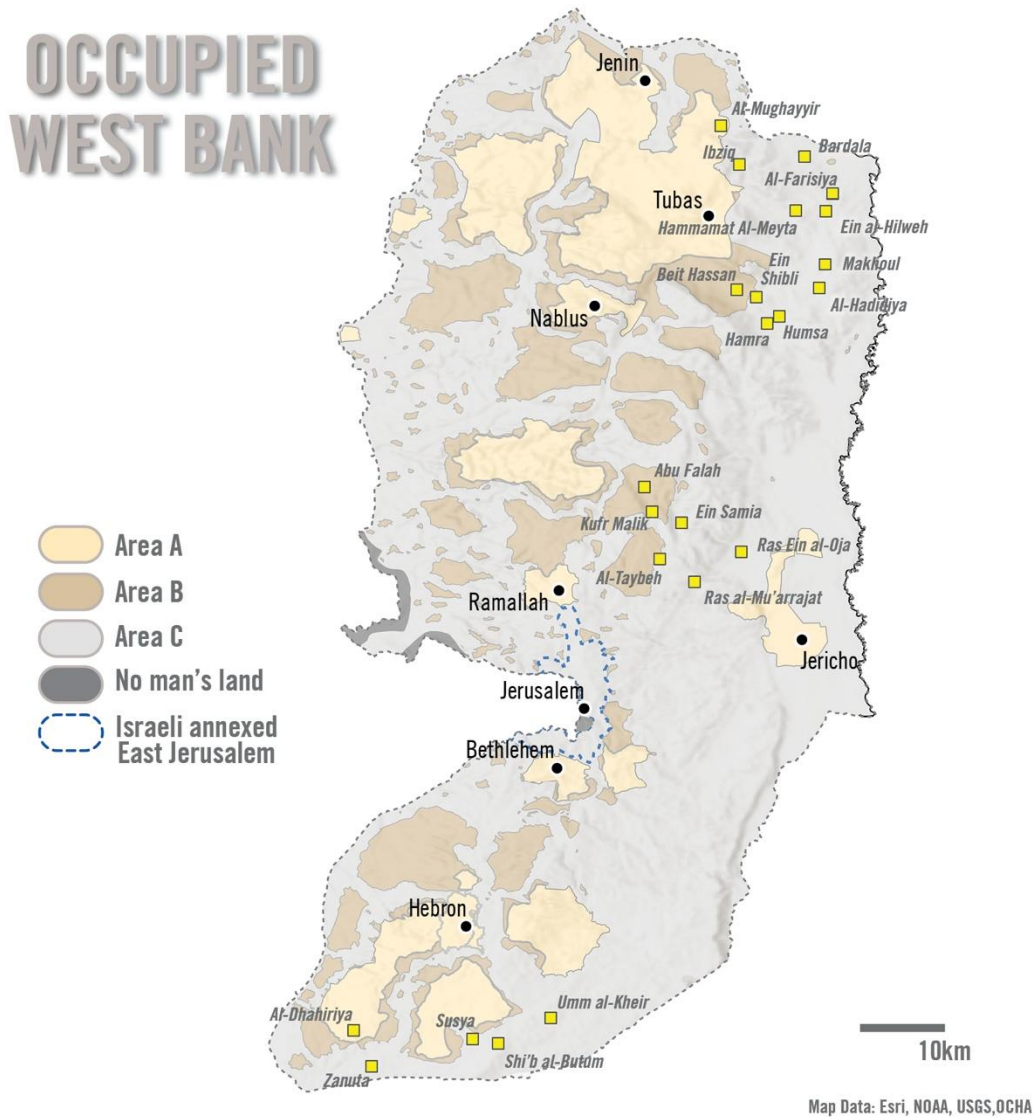 OCCUPIED
WEST BANK
Jenin
Al-Mughayyir
Ibziq
Bardala
Al-Farisiya
Tubas
Hammamat Al-Meyta
Ein al-Hilweh
Ein
Shibli
Makhoul
Beit Hassan
Al-Hadidiya
Nablus
Hamra
Humsa
Abu Falah
Kufr Malik
Ein Samia
Ras Ein al-Oja
Al-Taybeh
Ras al-Mu'arrajat
Ramallah
Jericho
Jerusalem
Bethlehem
Area A
Area B
Area C
No man's land
Israeli annexed
East Jerusalem
Hebron
Al-Dhahiriya
Susya
Umm al-Kheir
Shi'b al-Butum
Zanuta
10km
Map Data: Esri, NOAA, USGS,OCHA